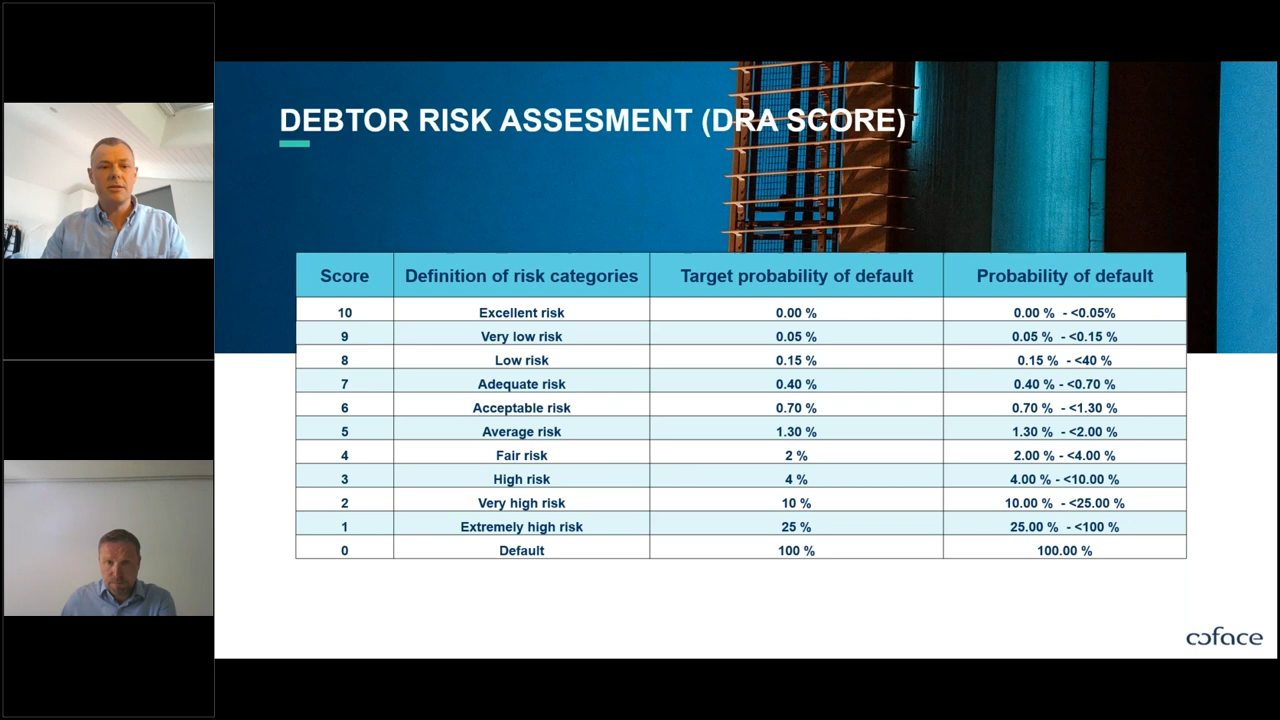 DEBTOR RISK ASSESMENT (DRA SCORE)
Score Definition of risk categories Target probability of default Probability of default
10 Excellent risk 0.00 % 0.00 % - <0.05%
9 Very low risk 0.05 % 0.05 % - <0.15 %
8 Low risk 0.15 % 0.15 % - <40 %
7 Adequate risk 0.40 % 0.40 % - <0.70 %
6 Acceptable risk 0.70 % 0.70 % - <1.30 %
5 Average risk 1.30 % 1.30 % - <2.00 %
4 Fair risk 2 % 2.00 % - <4.00 %
3 High risk 4 % 4.00 % - <10.00 %
2 Very high risk 10 % 10.00 % - <25.00 %
1 Extremely high risk 25 % 25.00 % - <100 %
0 Default 100 % 100.00 %
coface